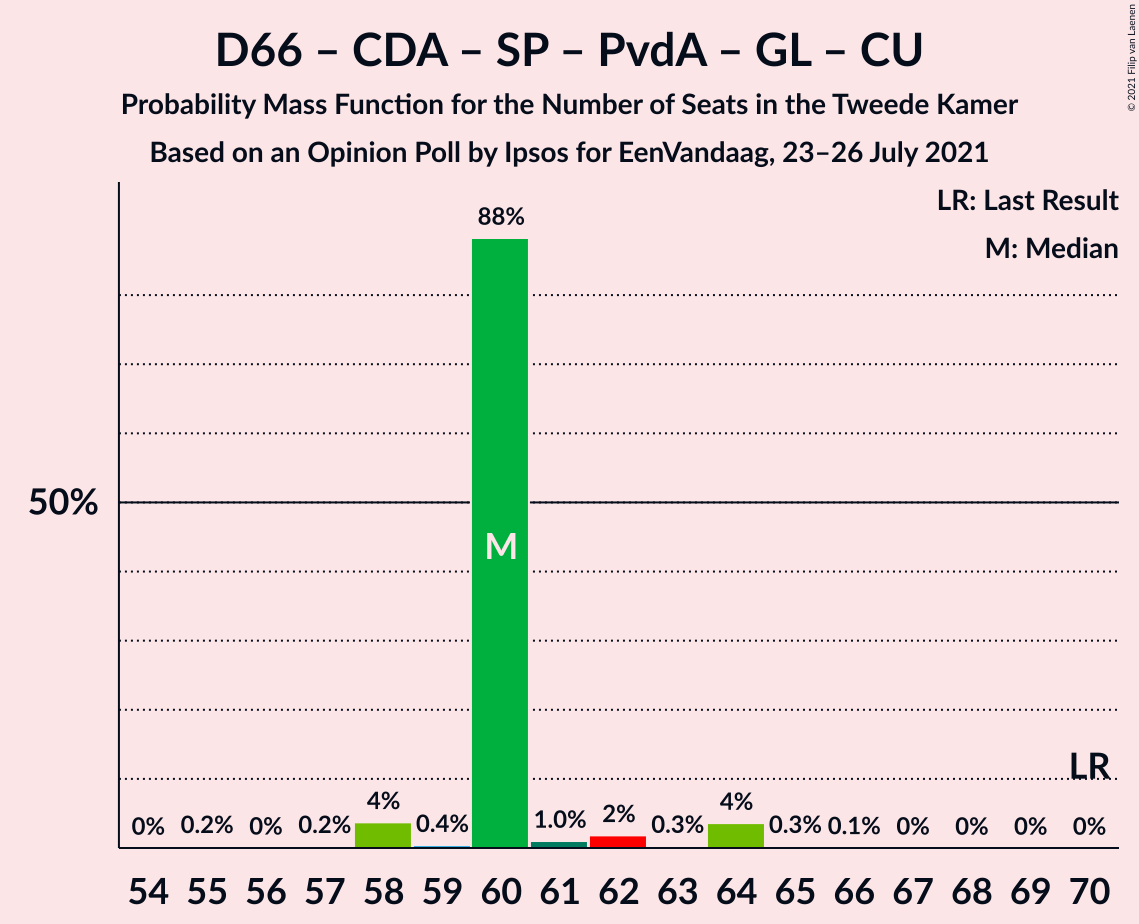 D66 – CDA – SP – PvdA – GL – CU
Probability Mass Function for the Number of Seats in the Tweede Kamer
Based on an Opinion Poll by Ipsos for EenVandaag, 23–26 July 2021
© 2021 Filip van Laenen
LR: Last Result
M: Median
88%
50%
M
LR
0% 0.2% 0% 0.2% 4% 0.4% 1.0% 2% 0.3% 4% 0.3% 0.1% 0% 0% 0% 0%
54 55 56 57 58 59 60 61 62 63 64 65 66 67 68 69 70